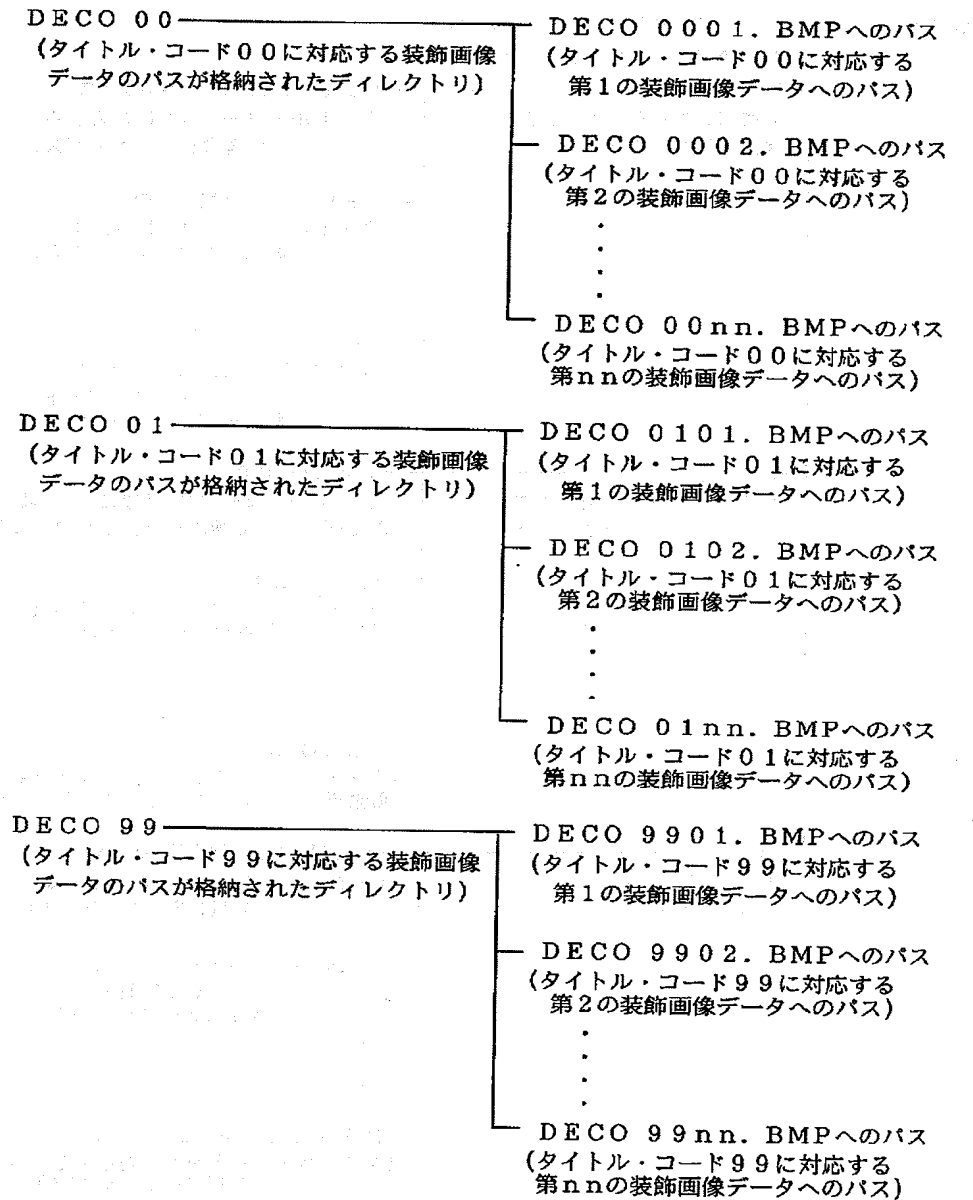 DECO 00
(タイトル・コード00に対応する装飾画像
データのパスが格納されたディレクトリ)
DECO 0001. BMPへのパス
(タイトル・コード00に対応する
第1の装飾画像データへのパス)
DECO 0002. BMPへのパス
(タイトル・コード00に対応する
第2の装飾画像データへのパス)
DECO 00nn. BMPへのパス
(タイトル・コード00に対応する
第nnの装飾画像データへのパス)
DECO 01
(タイトル・コード01に対応する装飾画像
データのパスが格納されたディレクトリ)
DECO 0101. BMPへのパス
(タイトル・コード01に対応する
第1の装飾画像データへのパス)
DECO 0102. BMPへのパス
(タイトル・コード01に対応する
第2の装飾画像データへのパス)
DECO 01nn. BMPへのパス
(タイトル・コード01に対応する
第nnの装飾画像データへのパス)
DECO 99
(タイトル・コード99に対応する装飾画像
データのパスが格納されたディレクトリ)
DECO 9901. BMPへのパス
(タイトル・コード99に対応する
第1の装飾画像データへのパス)
DECO 9902. BMPへのパス
(タイトル・コード99に対応する
第2の装飾画像データへのパス)
DECO 99nn. BMPへのパス
(タイトル・コード99に対応する
第nnの装飾画像データへのパス)